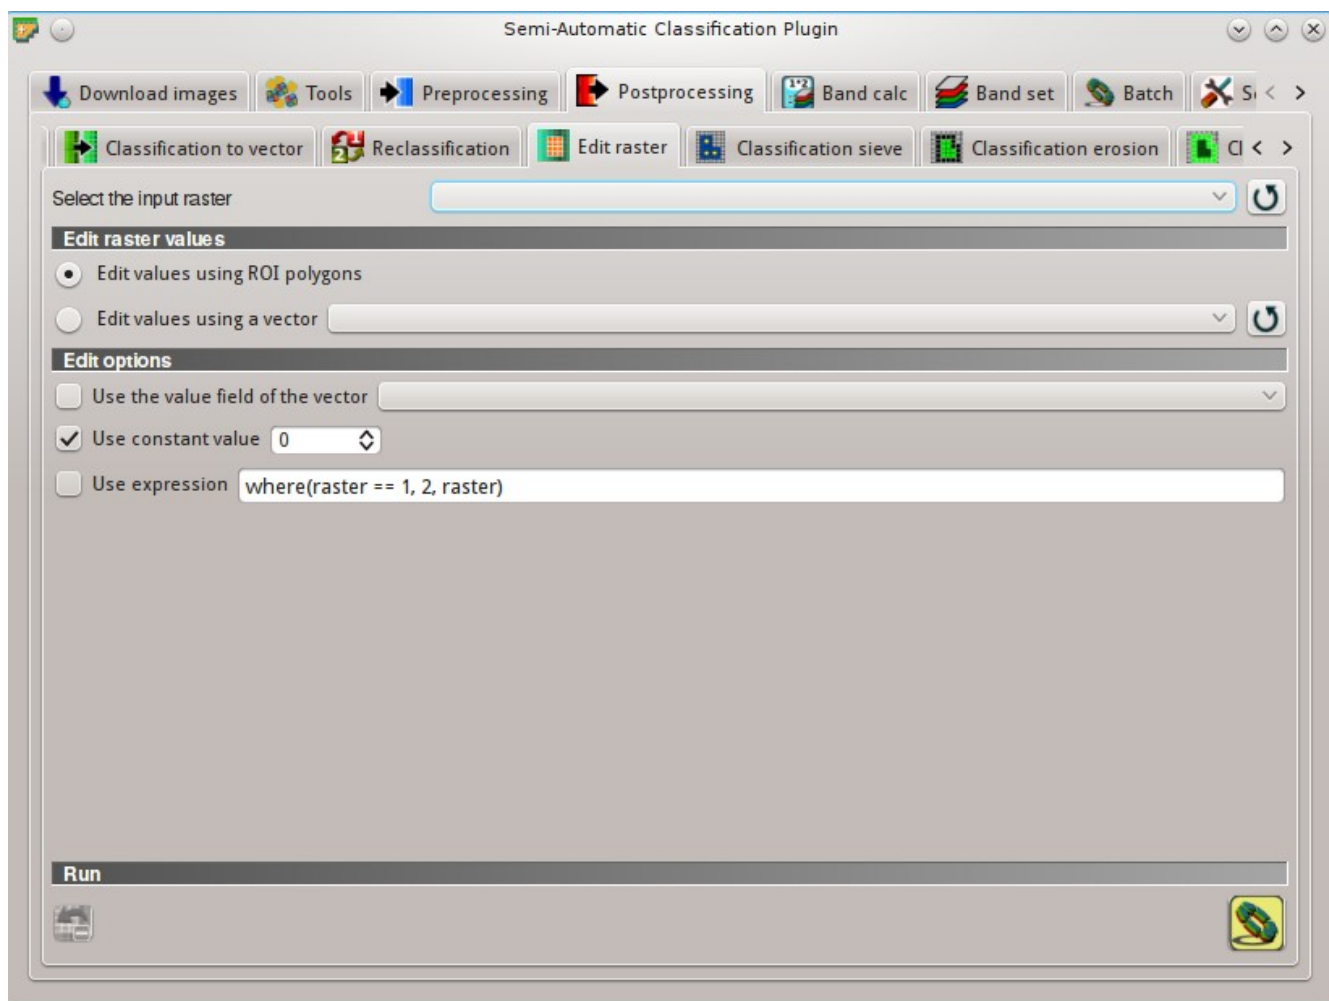 Semi-Automatic Classification Plugin
Download images Tools Preprocessing Postprocessing Band calc Band set Batch
Classification to vector Reclassification Edit raster Classification sieve Classification erosion Cl
Select the input raster
Edit raster values
Edit values using ROI polygons
Edit values using a vector
Edit options
Use the value field of the vector
Use constant value 0
Use expression where(raster == 1, 2, raster)
Run